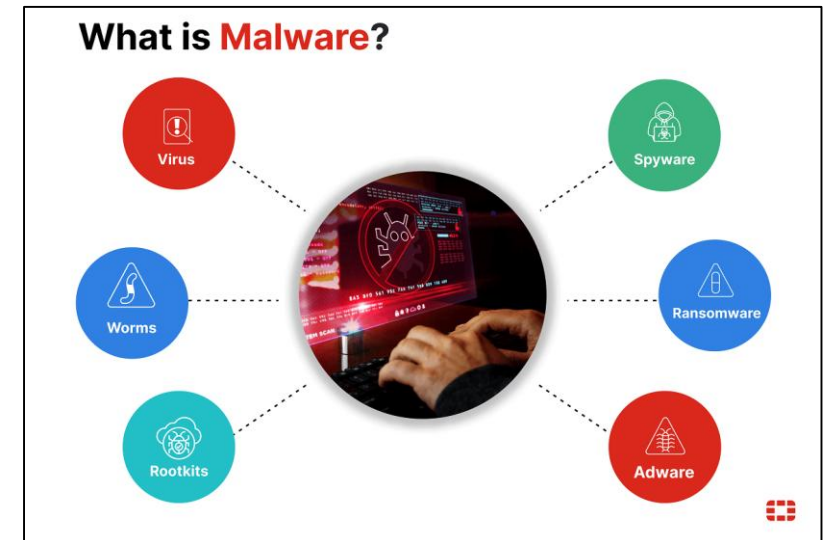 What is Malware?
Virus
Spyware
Worms
Ransomware
Rootkits
Adware